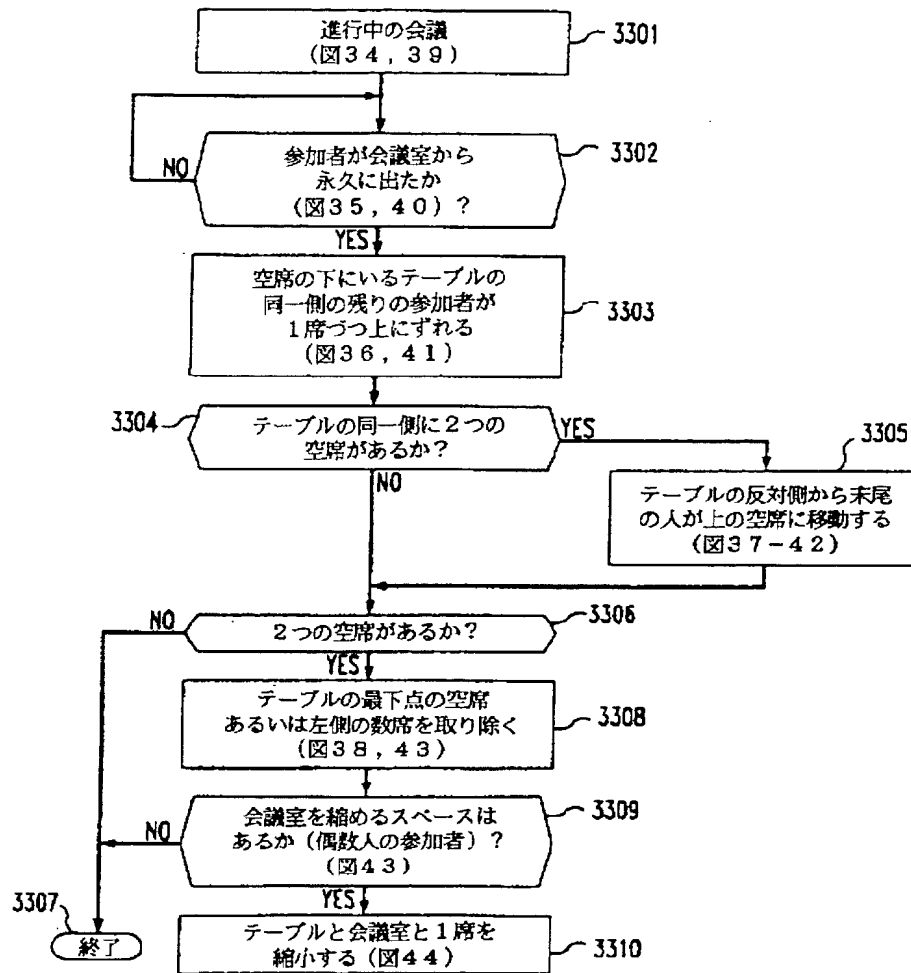 進行中の会議
(図34,39)
3301
参加者が会議室から
永久に出たか
(図35,40)?
3302
NO
YES
空席の下にいるテーブルの
同一側の残りの参加者が
1席づつ上にずれる
(図36,41)
3303
3304
テーブルの同一側に2つの
空席があるか?
YES
NO
3305
テーブルの反対側から末尾
の人が上の空席に移動する
(図37-42)
NO
2つの空席があるか?
3306
YES
テーブルの最下点の空席
あるいは左側の数席を取り除く
(図38,43)
3308
会議室を縮めるスペースは
あるか(偶数人の参加者)?
(図43)
3309
NO
YES
3307
終了
テーブルと会議室と1席を
縮小する(図44)
3310